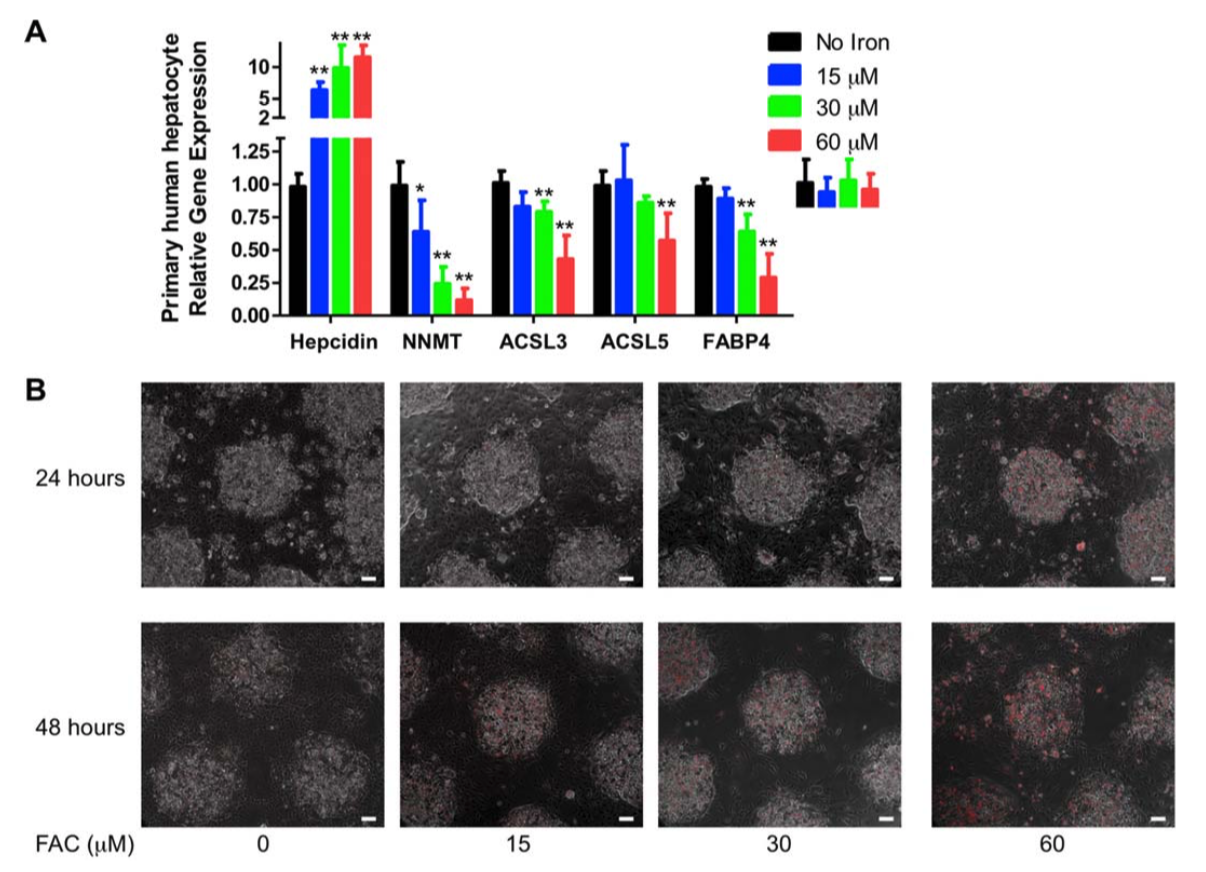 A
Primary human hepatocyte
Relative Gene Expression
10
5
2
1.25
1.00
0.75
0.50
0.25
0.00
** ** **
* ** **
** **
**
** **
Hepcidin NNMT ACSL3 ACSL5 FABP4
No Iron
15 μM
30 μM
60 μM
B
24 hours
48 hours
FAC (μM) 0 15 30 60